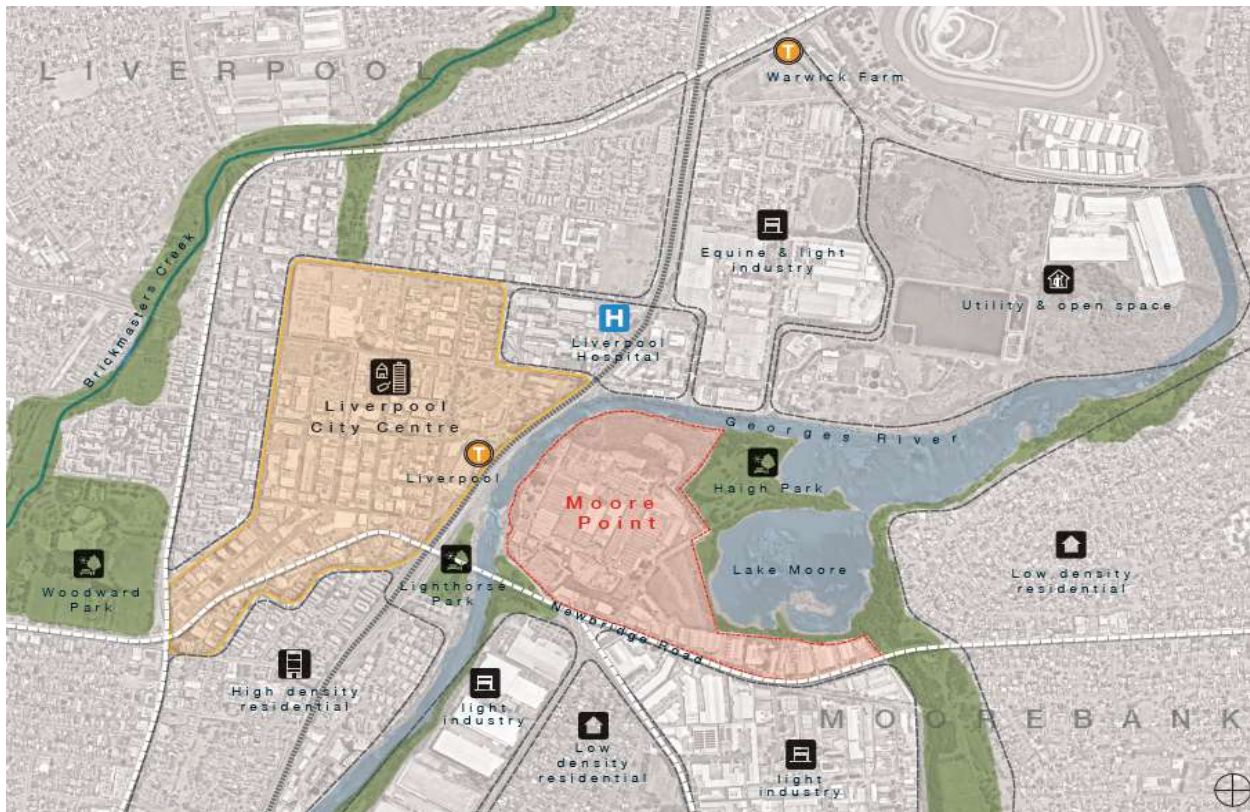 LIVERPOOL
T
Warwick Farm
Brickmasters Creek
Equine & light
industry
Utility & open space
H
Liverpool
Hospital
Liverpool
City Centre
Georges River
T
Liverpool
Haigh Park
Moore
Point
Woodward
Park
Lighthorse
Park
Lake Moore
Low density
residential
Newbridge Road
High density
residential
light
industry
Low
density
residential
light
industry
MOOREBANK